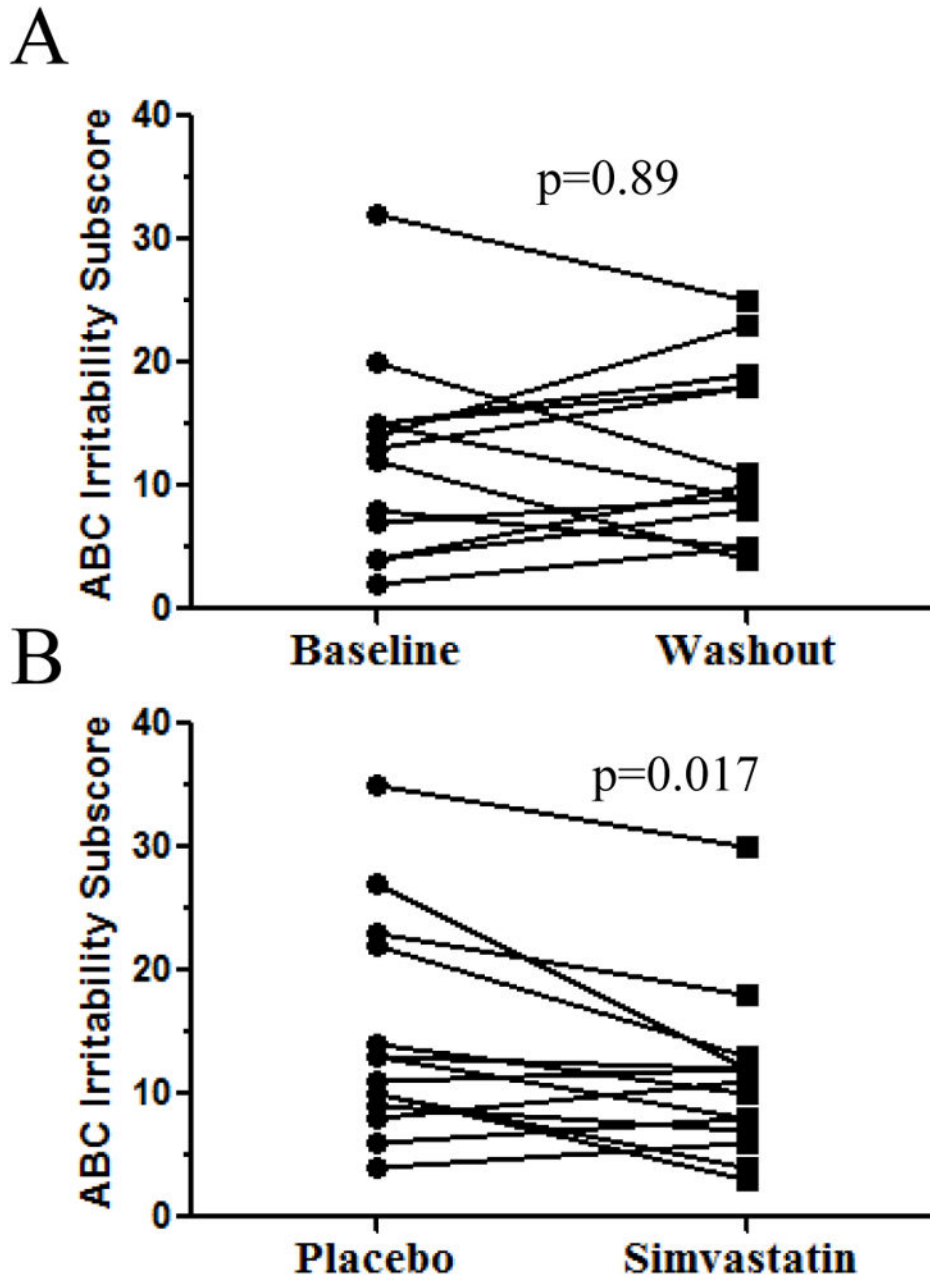 A
ABC Irritability Subscore
40
30
20
10
0
p=0.89
Baseline Washout
B
ABC Irritability Subscore
40
30
20
10
0
p=0.017
Placebo Simvastatin